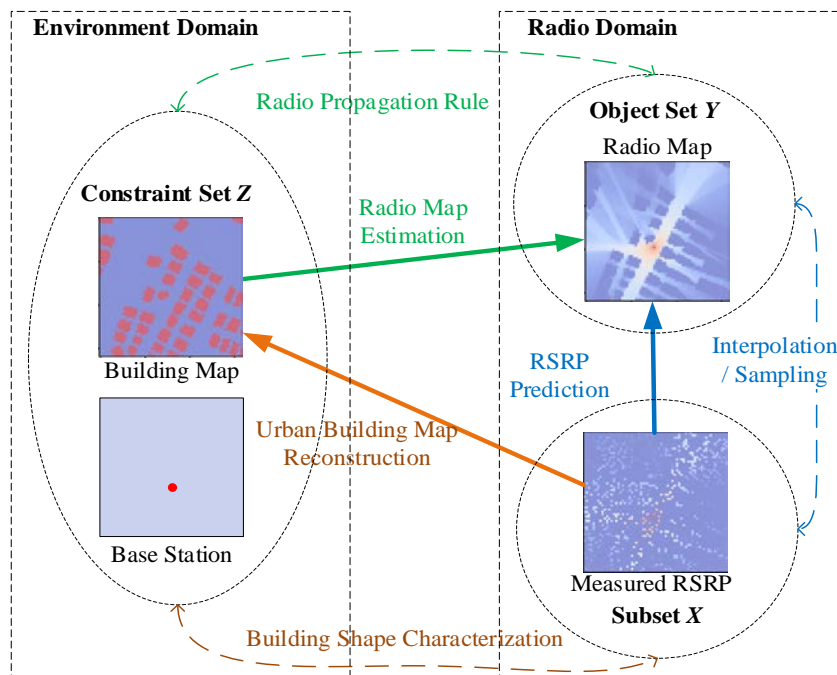 Environment Domain
Radio Domain
Radio Propagation Rule
Object Set Y
Radio Map
Constraint Set Z
Radio Map
Estimation
Building Map
RSRP
Prediction
Interpolation
/ Sampling
Urban Building Map
Reconstruction
Base Station
Measured RSRP
Subset X
Building Shape Characterization